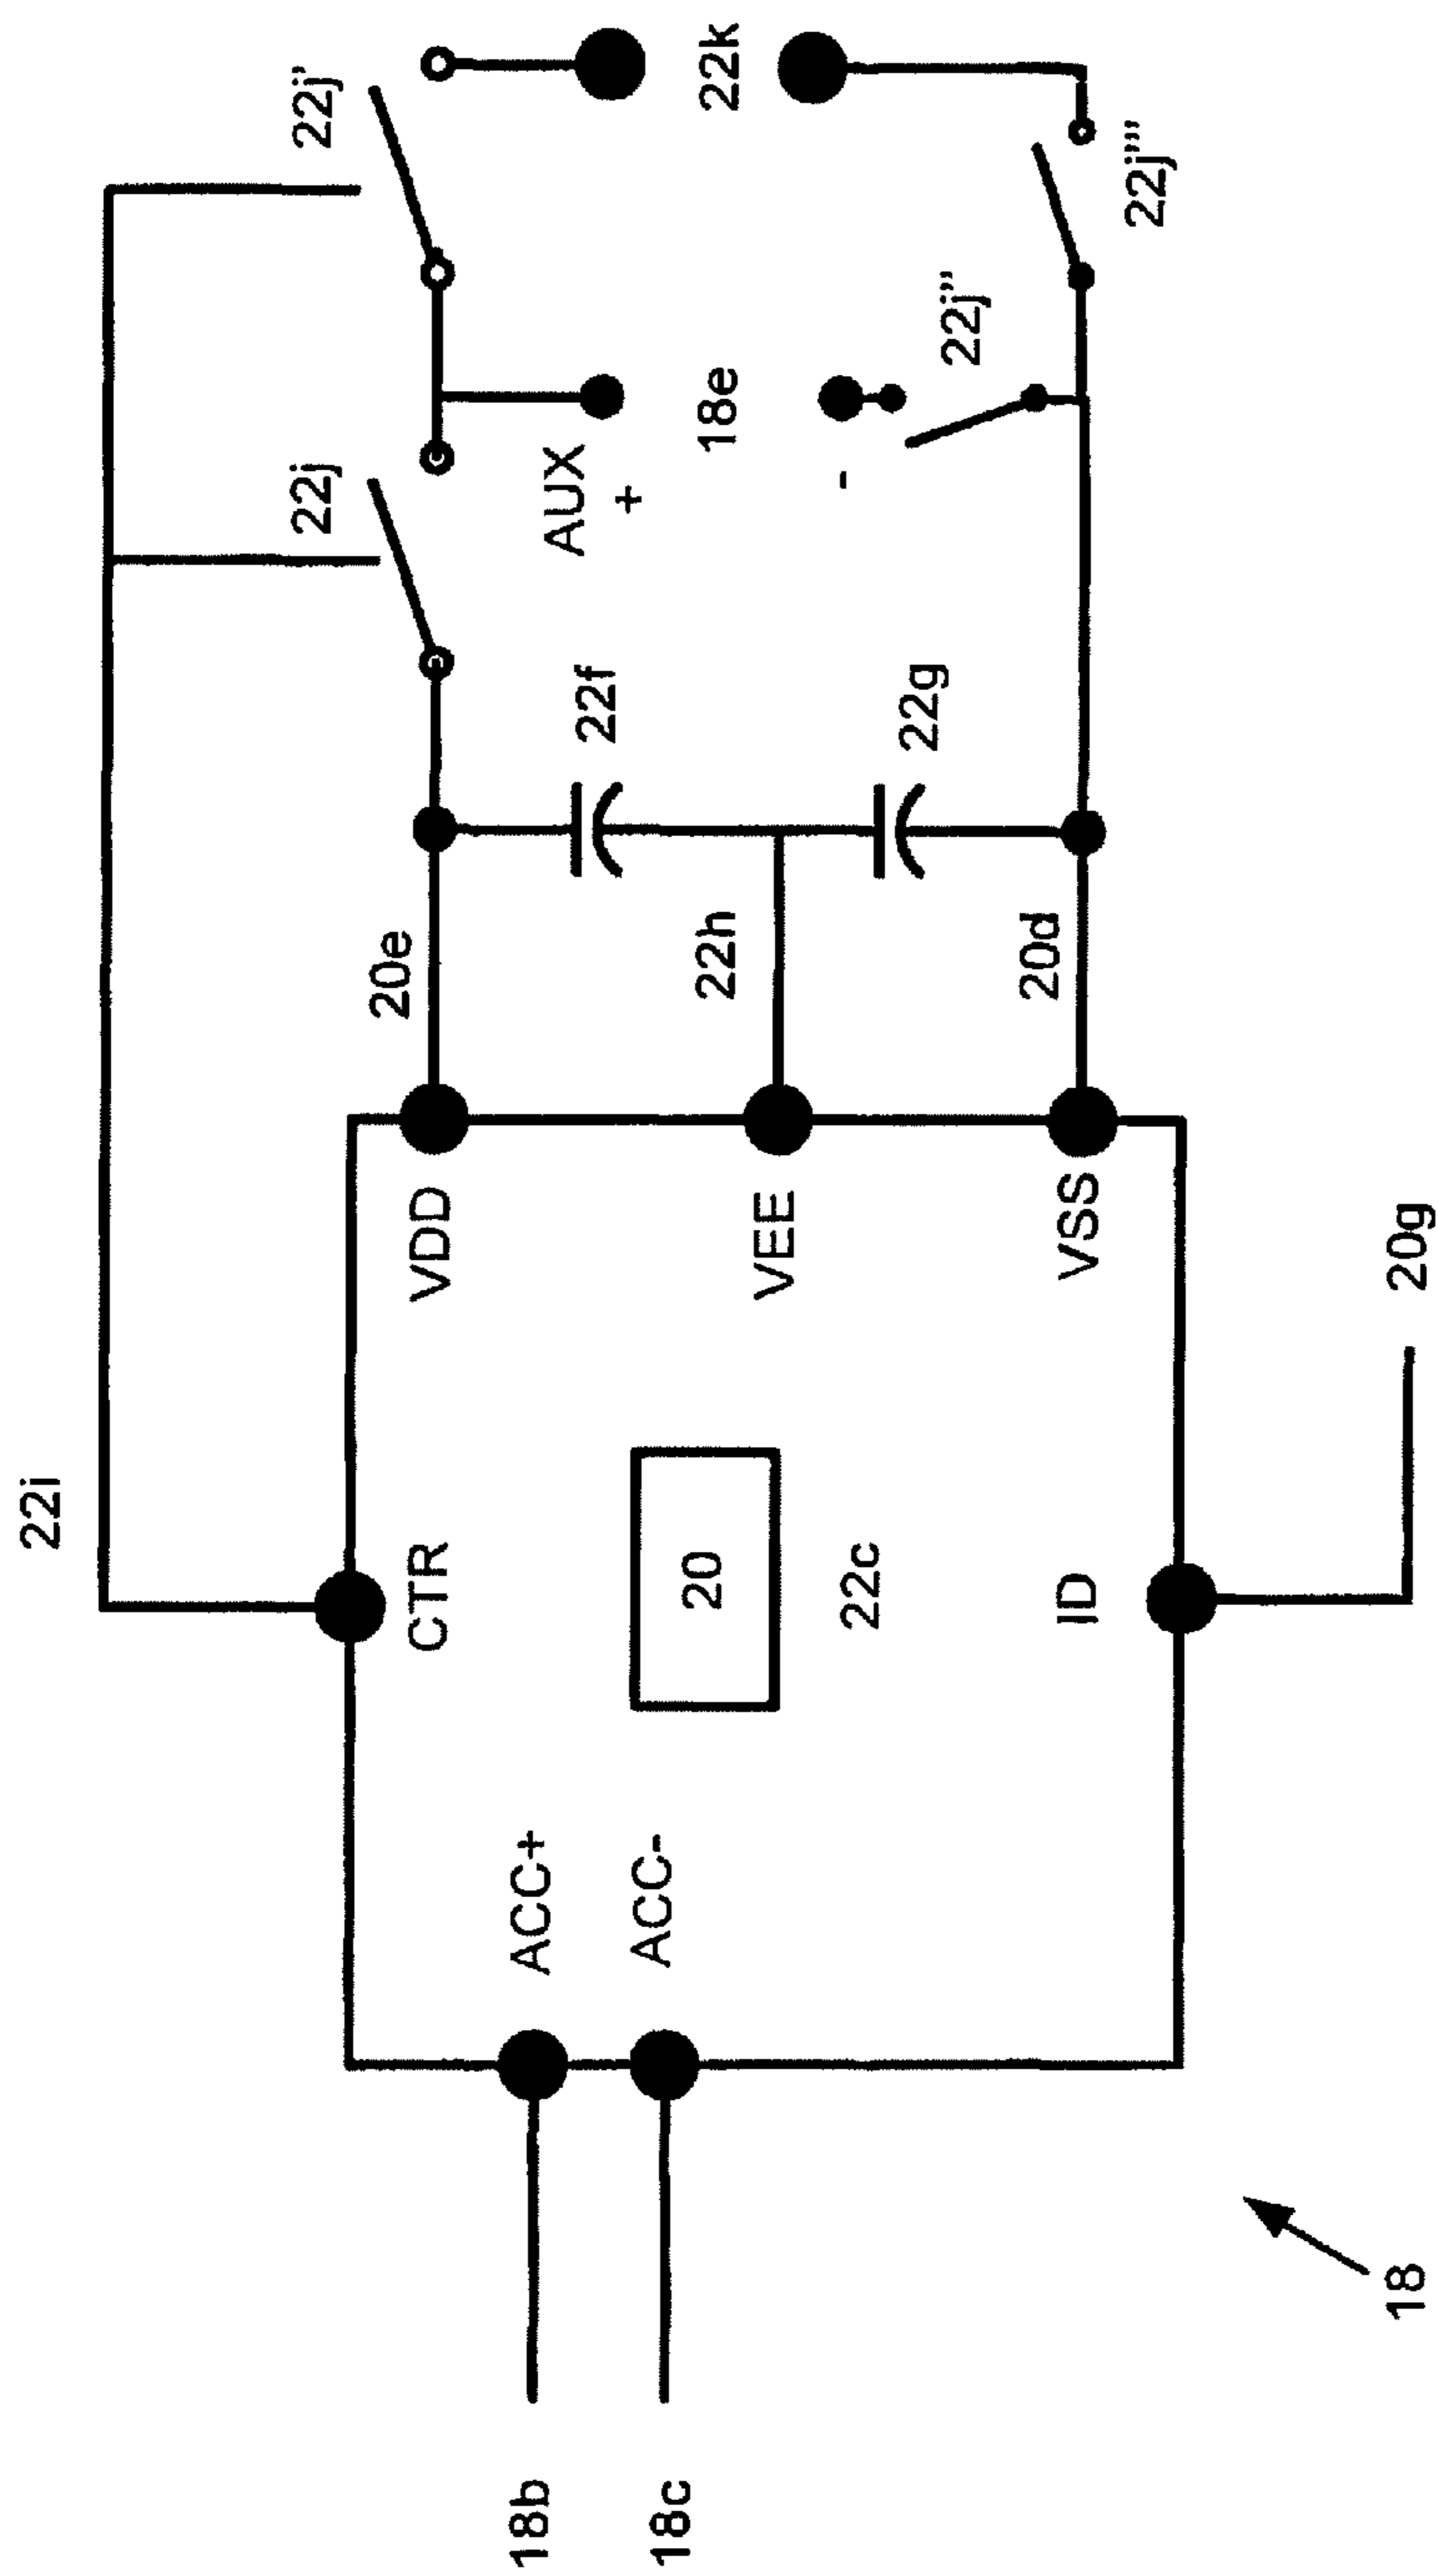 22i
22j
22j'
CTR
20e
VDD
22f
AUX
+
18e
22k
ACC+
ACC-
18b
18c
20
22c
22h
VEE
22g
-
22j''
20d
VSS
22j'''
ID
20g
18